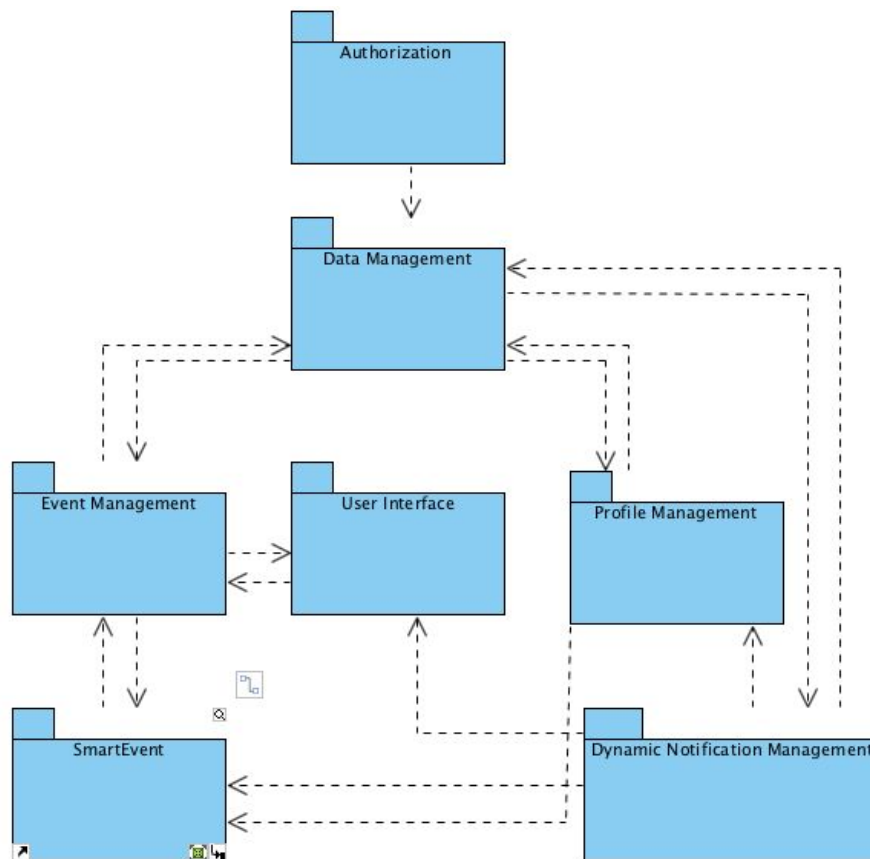 Authorization
Data Management
Event Management
User Interface
Profile Management
SmartEvent
Dynamic Notification Management